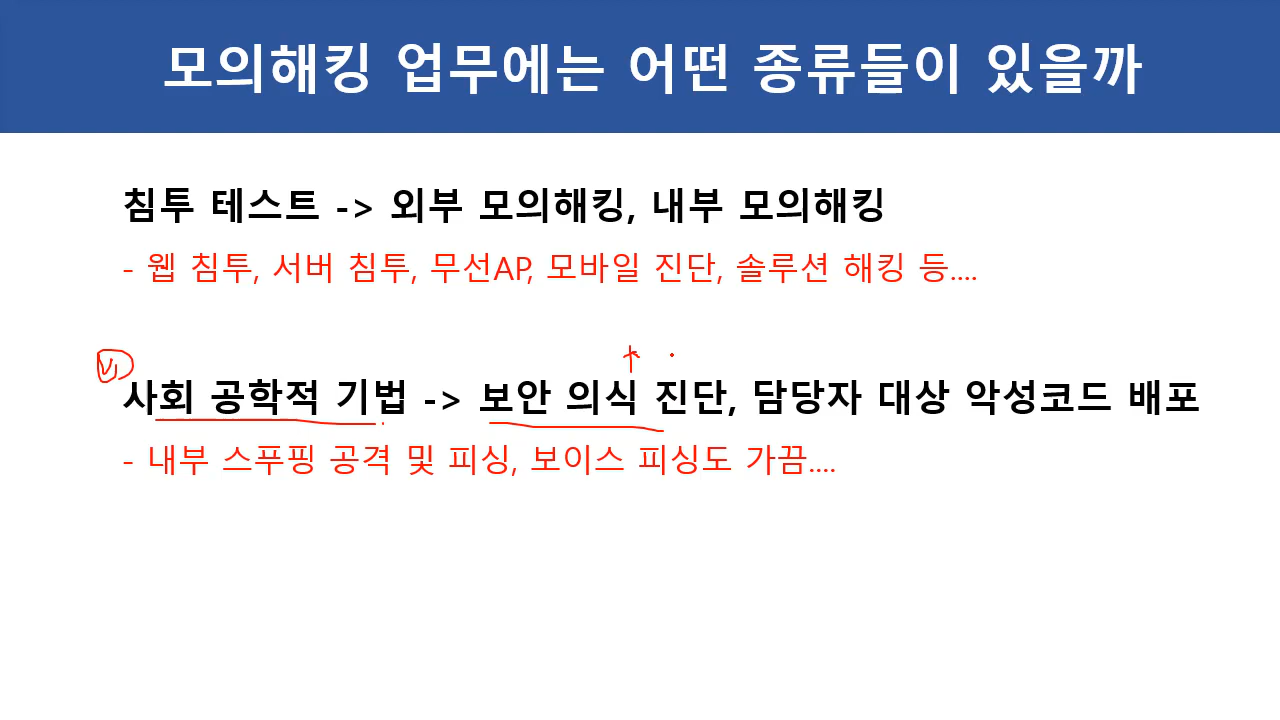 모의해킹 업무에는 어떤 종류들이 있을까
침투 테스트 -> 외부 모의해킹, 내부 모의해킹
- 웹 침투, 서버 침투, 무선AP, 모바일 진단, 솔루션 해킹 등....
사회 공학적 기법 -> 보안 의식 진단, 담당자 대상 악성코드 배포
- 내부 스푸핑 공격 및 피싱, 보이스 피싱도 가끔....